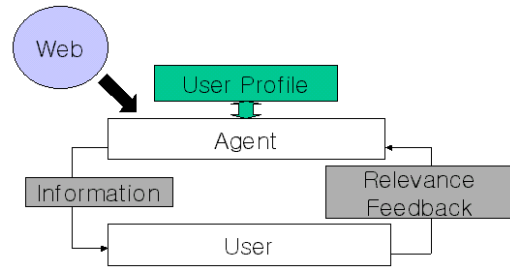 Web
User Profile
Agent
Information
Relevance
Feedback
User